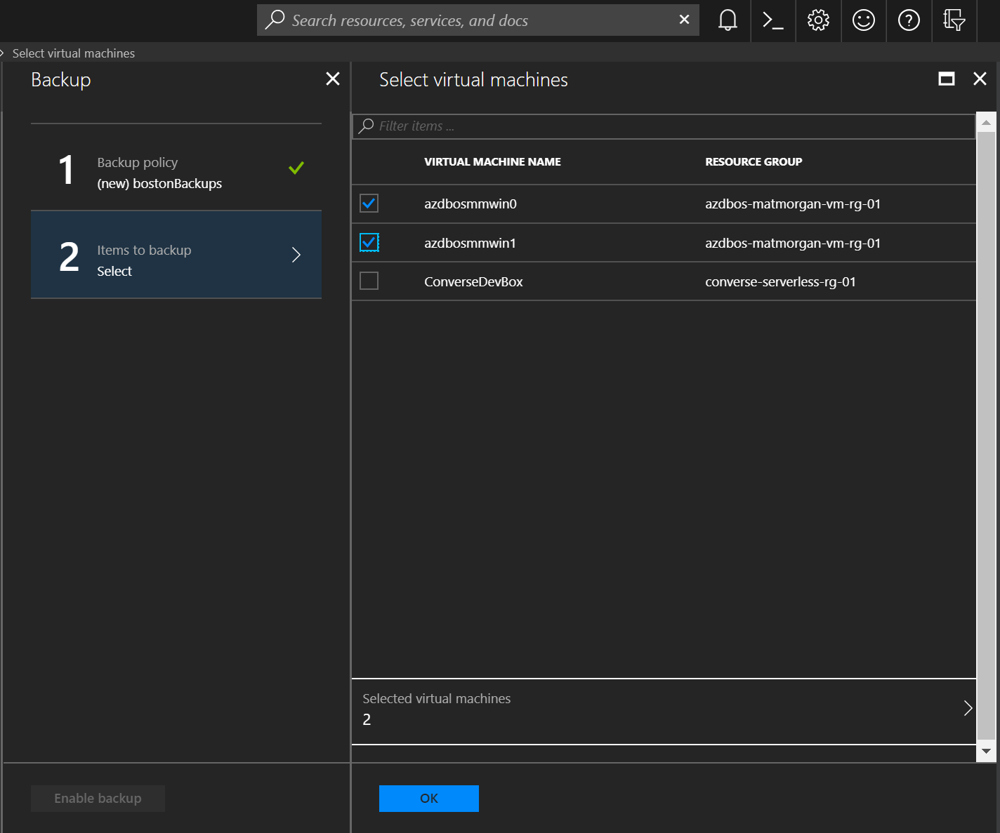 Search resources, services, and docs
Select virtual machines
Backup
Select virtual machines
1
Backup policy
(new) bostonBackups
2
Items to backup
Select
Filter items ...
VIRTUAL MACHINE NAME RESOURCE GROUP
azdbosmmwin0 azdbos-matmorgan-vm-rg-01
azdbosmmwin1 azdbos-matmorgan-vm-rg-01
ConverseDevBox converse-serverless-rg-01
Selected virtual machines
2
Enable backup
OK